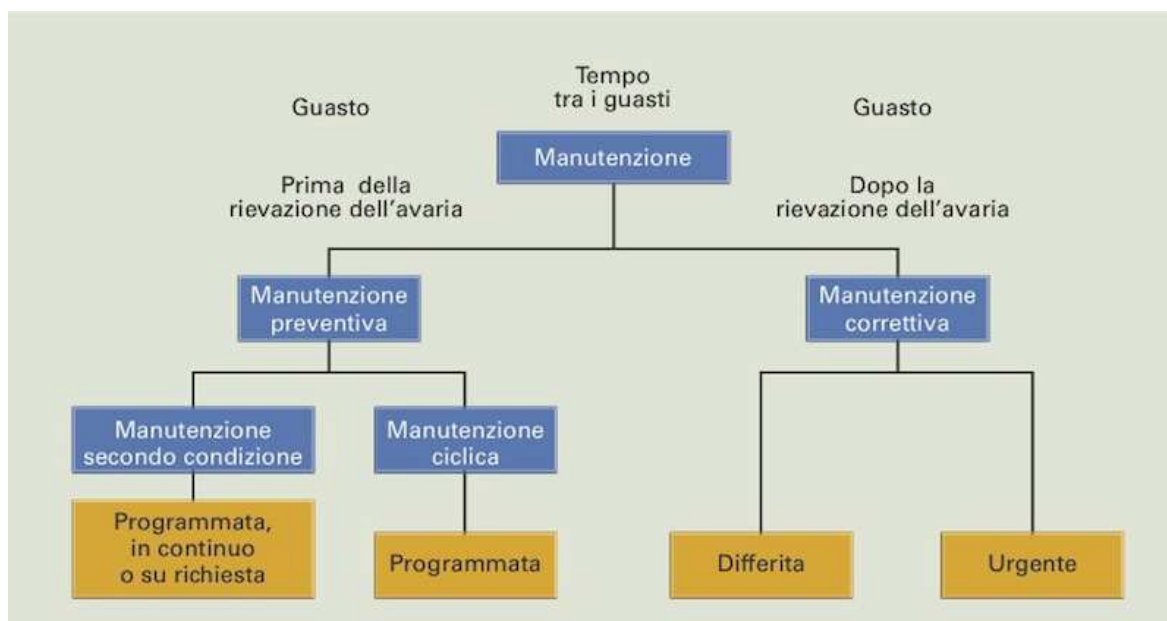 Tempo
tra i guasti
Guasto
Guasto
Manutenzione
Prima della
rievazione dell'avaria
Dopo la
rievazione dell'avaria
Manutenzione
preventiva
Manutenzione
correttiva
Manutenzione
secondo condizione
Manutenzione
ciclica
Programmata,
in continuo
o su richiesta
Programmata
Differita
Urgente